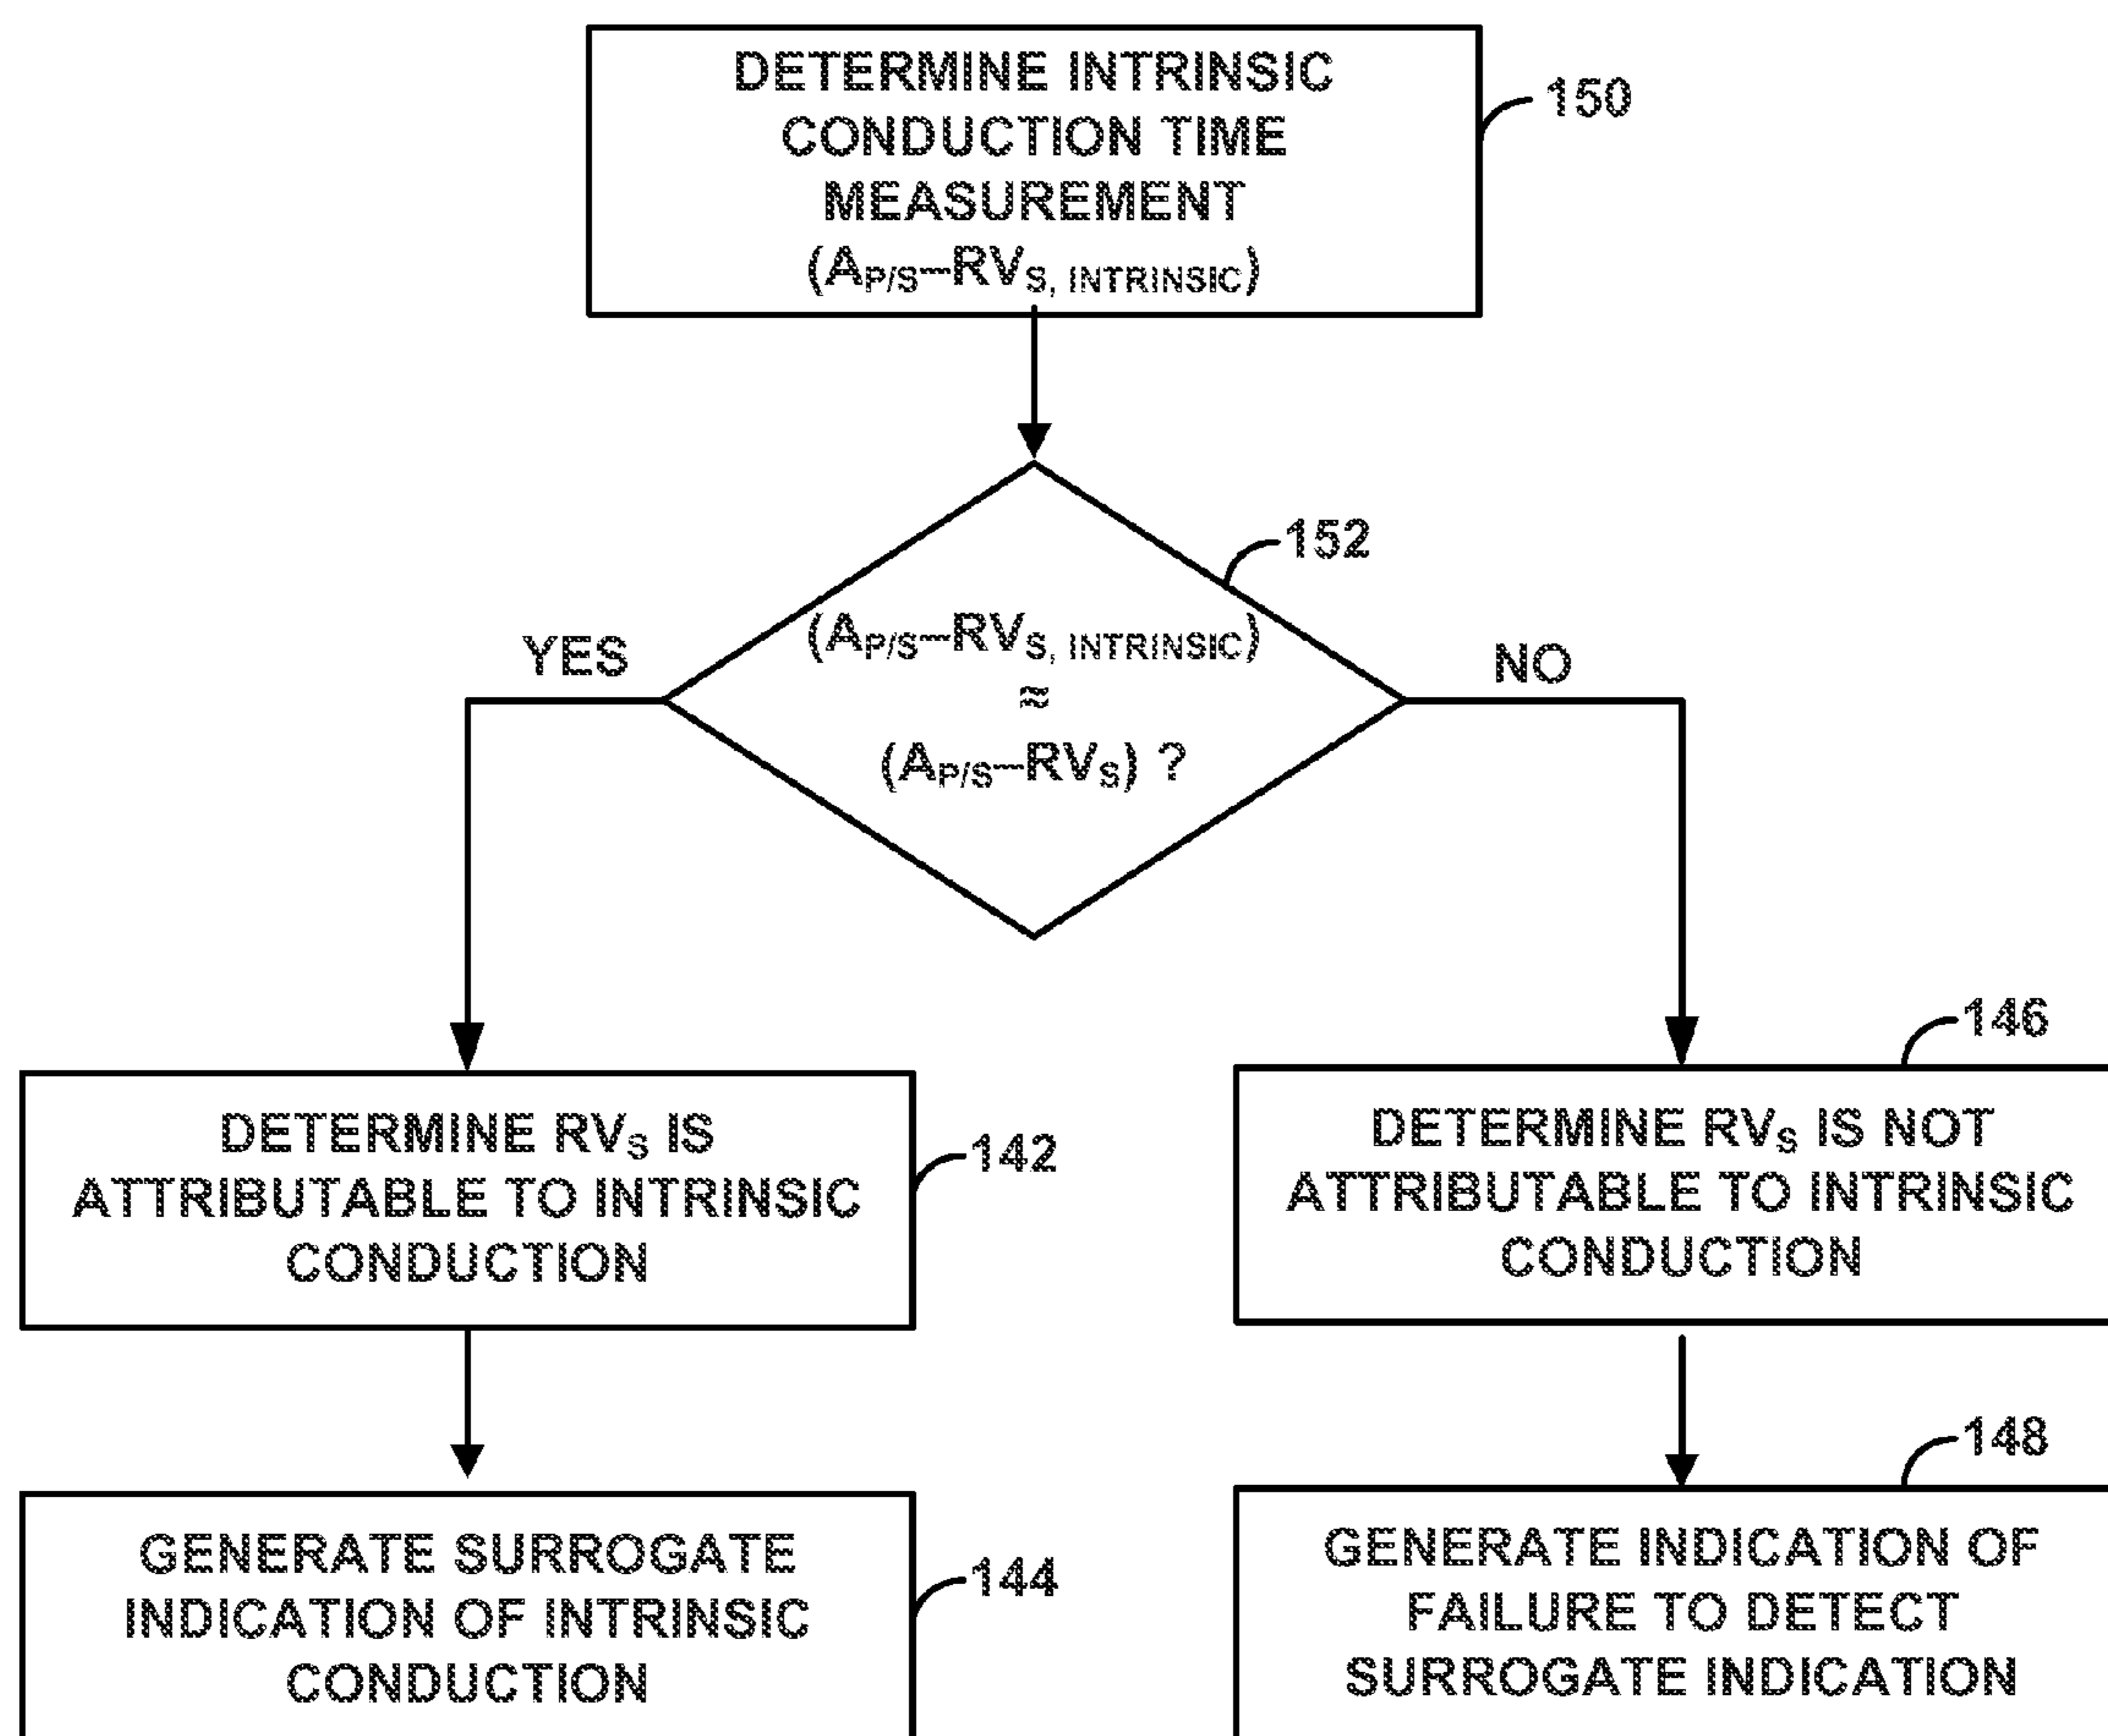 DETERMINE INTRINSIC
CONDUCTION TIME
MEASUREMENT
(AP/S–RVS, INTRINSIC)
150
152
(AP/S–RVS, INTRINSIC)
≈
(AP/S–RVS) ?
YES
NO
DETERMINE RVS IS
ATTRIBUTABLE TO INTRINSIC
CONDUCTION
142
146
DETERMINE RVS IS NOT
ATTRIBUTABLE TO INTRINSIC
CONDUCTION
GENERATE SURROGATE
INDICATION OF INTRINSIC
CONDUCTION
144
148
GENERATE INDICATION OF
FAILURE TO DETECT
SURROGATE INDICATION